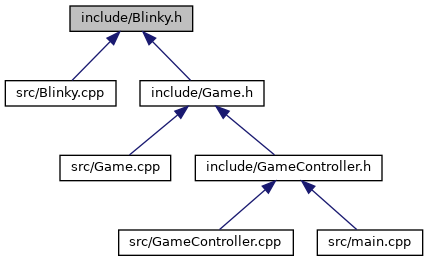 include/Blinky.h
src/Blinky.cpp
include/Game.h
src/Game.cpp
include/GameController.h
src/GameController.cpp
src/main.cpp